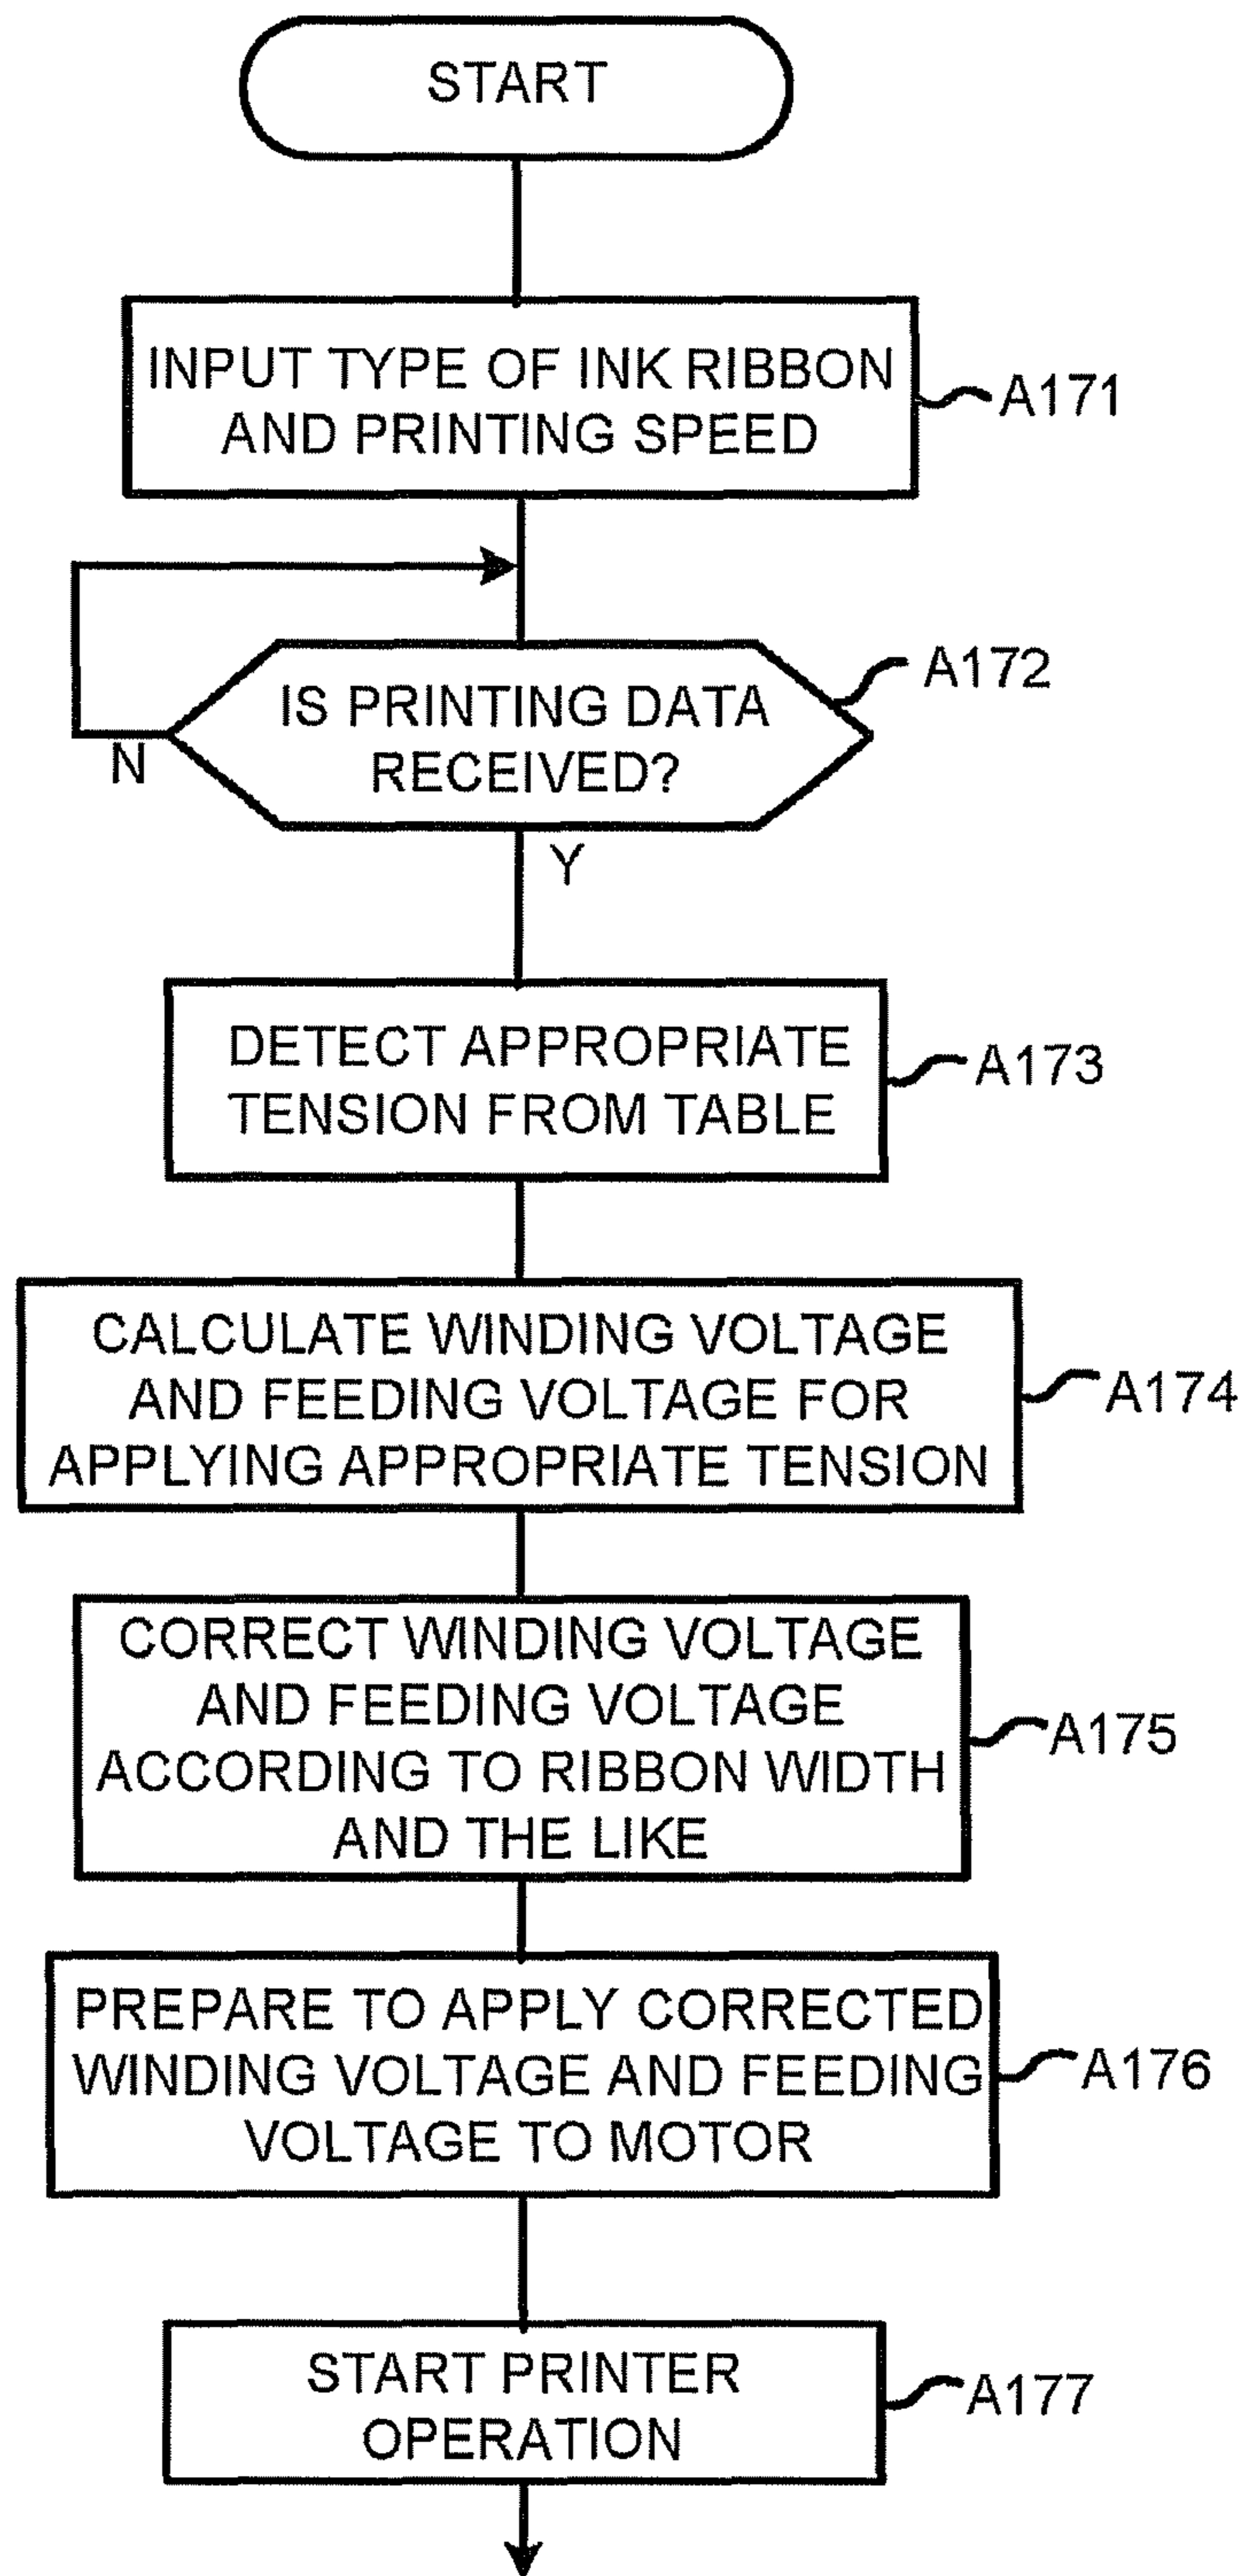 START
INPUT TYPE OF INK RIBBON
AND PRINTING SPEED
A171
IS PRINTING DATA
RECEIVED?
A172
N
Y
DETECT APPROPRIATE
TENSION FROM TABLE
A173
CALCULATE WINDING VOLTAGE
AND FEEDING VOLTAGE FOR
APPLYING APPROPRIATE TENSION
A174
CORRECT WINDING VOLTAGE
AND FEEDING VOLTAGE
ACCORDING TO RIBBON WIDTH
AND THE LIKE
A175
PREPARE TO APPLY CORRECTED
WINDING VOLTAGE AND FEEDING
VOLTAGE TO MOTOR
A176
START PRINTER
OPERATION
A177